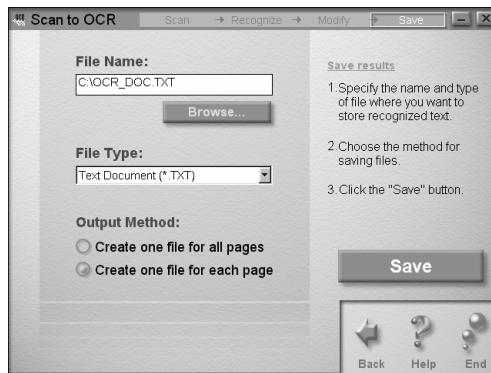 Scan to OCR
Scan → Recognize → Modify → Save
File Name:
C:\OCR_DOC.TXT
Browse...
File Type:
Text Document (*.TXT)
Output Method:
Create one file for all pages
Create one file for each page
Save results
1.Specify the name and type
of file where you want to
store recognized text.
2.Choose the method for
saving files.
3.Click the "Save" button.
Save
Back Help End